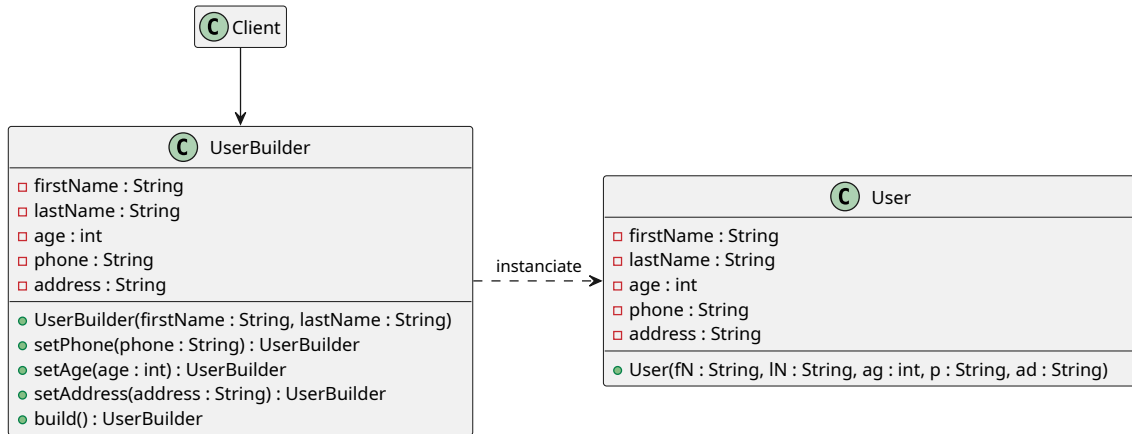 C Client
C UserBuilder
firstName : String
lastName : String
age : int
phone : String
address : String
UserBuilder(firstName : String, lastName : String)
setPhone(phone : String) : UserBuilder
setAge(age : int) : UserBuilder
setAddress(address : String) : UserBuilder
build() : UserBuilder
instanciate
C User
firstName : String
lastName : String
age : int
phone : String
address : String
User(fN : String, lN : String, ag : int, p : String, ad : String)